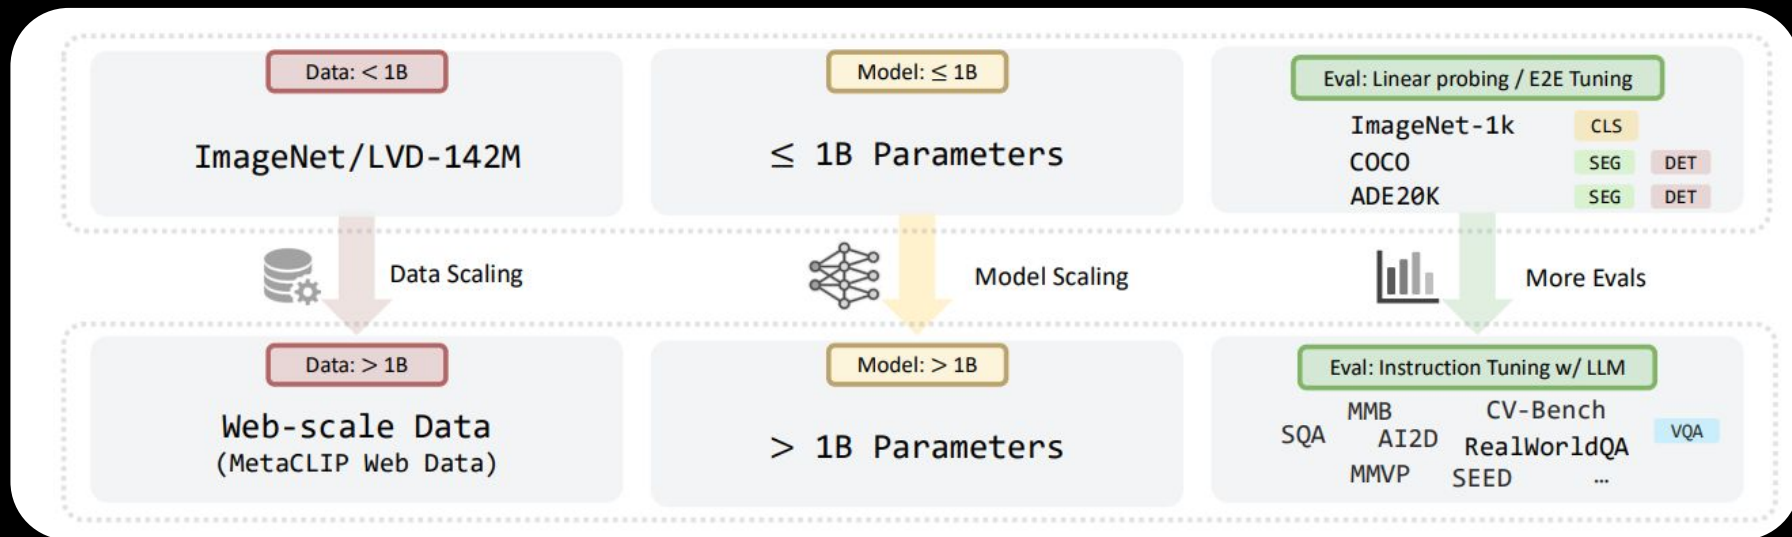 Data: < 1B
ImageNet/LVD-142M
Model: ≤ 1B
≤ 1B Parameters
Eval: Linear probing / E2E Tuning
ImageNet-1k CLS
COCO SEG DET
ADE20K SEG DET
Data Scaling
Model Scaling
More Evals
Data: > 1B
Web-scale Data
(MetaCLIP Web Data)
Model: > 1B
> 1B Parameters
Eval: Instruction Tuning w/ LLM
MMB CV-Bench
SQA AI2D RealWorldQA VQA
MMVP SEED …